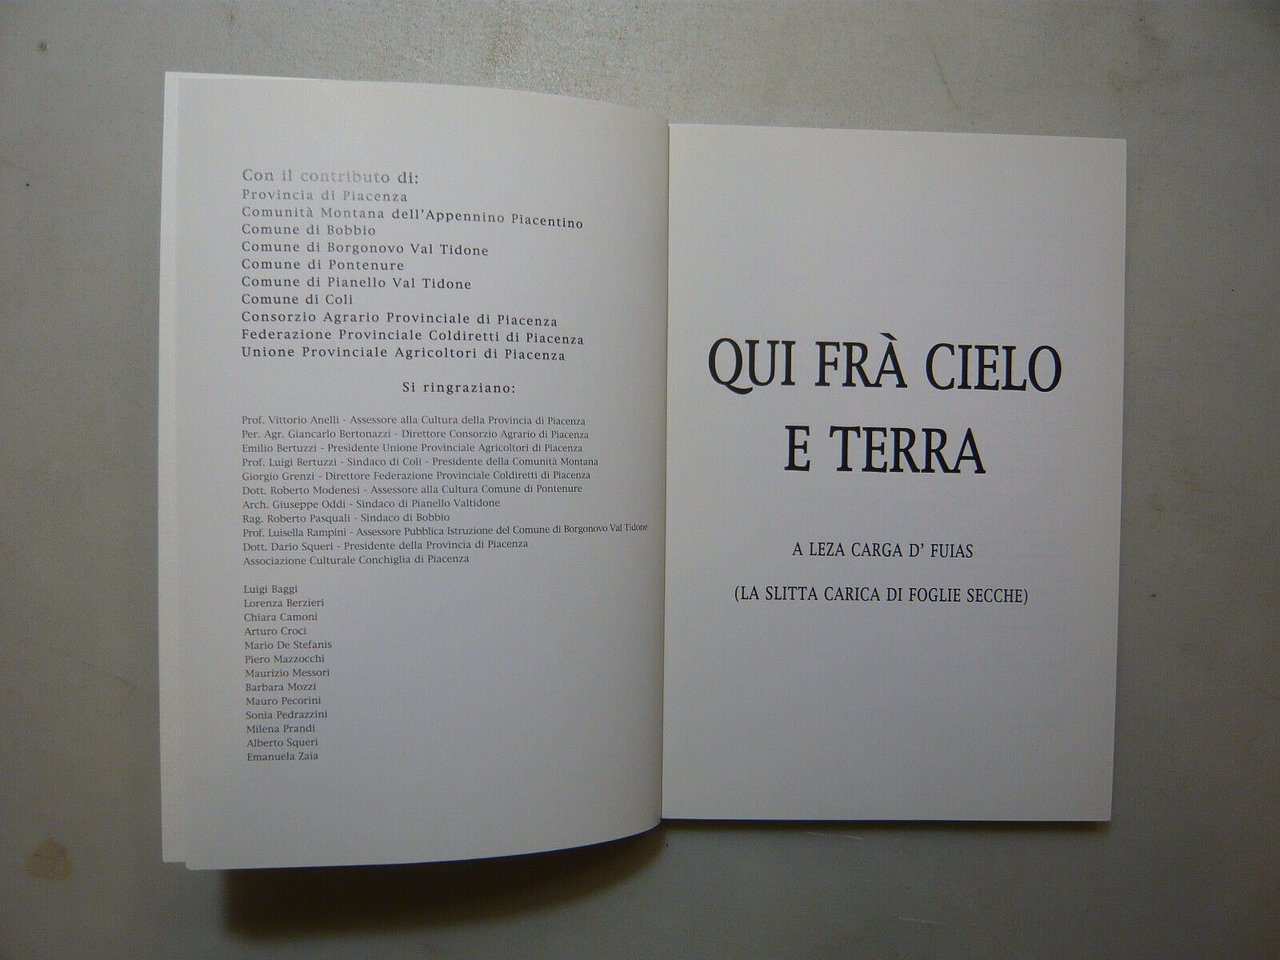 Con il contributo di:
Provincia di Piacenza
Comunità Montana dell'Appennino Piacentino
Comune di Bobbio
Comune di Borgonovo Val Tidone
Comune di Pontenure
Comune di Pianello Val Tidone
Comune di Coli
Consorzio Agrario Provinciale di Piacenza
Federazione Provinciale Coldiretti di Piacenza
Unione Provinciale Agricoltori di Piacenza
Si ringraziano:
Prof. Vittorio Anelli - Assessore alla Cultura della Provincia di Piacenza
Per. Agr. Giancarlo Bertonazzi - Direttore Consorzio Agrario di Piacenza
Emilio Bertuzzi - Presidente Unione Provinciale Agricoltori di Piacenza
Prof. Luigi Bertuzzi - Sindaco di Coli - Presidente della Comunità Montana
Giorgio Grenzi - Direttore Federazione Provinciale Coldiretti di Piacenza
Dott. Roberto Modenesi - Assessore alla Cultura Comune di Pontenure
Arch. Giuseppe Oddi - Sindaco di Pianello Valtidone
Rag. Roberto Pasquali - Sindaco di Bobbio
Prof. Luisella Rampini - Assessore Pubblica Istruzione del Comune di Borgonovo Val Tidone
Dott. Dario Squeri - Presidente della Provincia di Piacenza
Associazione Culturale Conchiglia di Piacenza
Luigi Baggi
Lorenza Berzieri
Chiara Camoni
Arturo Croci
Mario De Stefanis
Piero Mazzocchi
Maurizio Messori
Barbara Mozzi
Mauro Pecorini
Sonia Pedrazzini
Milena Prandi
Alberto Squeri
Emanuela Zaia
QUI FRÀ CIELO
E TERRA
A LEZA CARGA D' FUIAS
(LA SLITTA CARICA DI FOGLIE SECCHE)